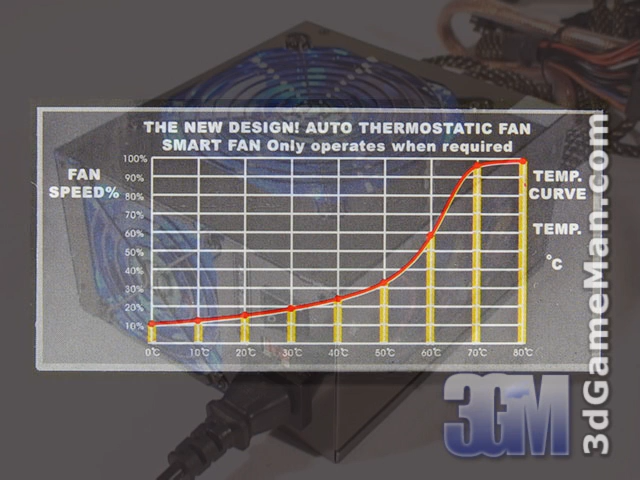 THE NEW DESIGN! AUTO THERMOSTATIC FAN
SMART FAN Only operates when required
FAN
SPEED%
100%
90%
80%
70%
60%
50%
40%
30%
20%
10%
TEMP.
CURVE
TEMP.
°C
0℃ 10℃ 20℃ 30℃ 40℃ 50℃ 60℃ 70℃ 80℃
3GM
3dGameMan.com